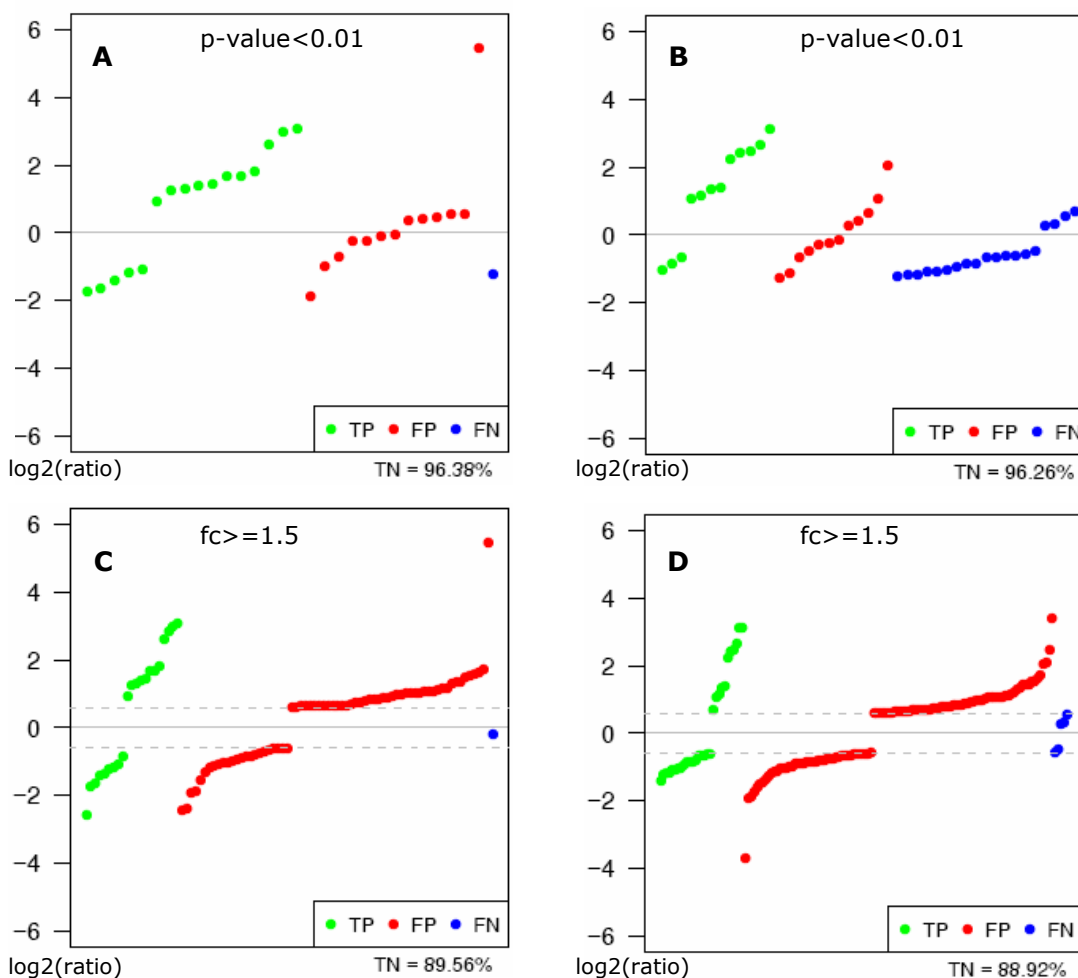 A
p-value<0.01
6
4
2
0
−2
−4
−6
TP FP FN
log2(ratio)
TN = 96.38%
B
p-value<0.01
6
4
2
0
−2
−4
−6
TP FP FN
log2(ratio)
TN = 96.26%
C
fc>=1.5
6
4
2
0
−2
−4
−6
TP FP FN
log2(ratio)
TN = 89.56%
D
fc>=1.5
6
4
2
0
−2
−4
−6
TP FP FN
log2(ratio)
TN = 88.92%